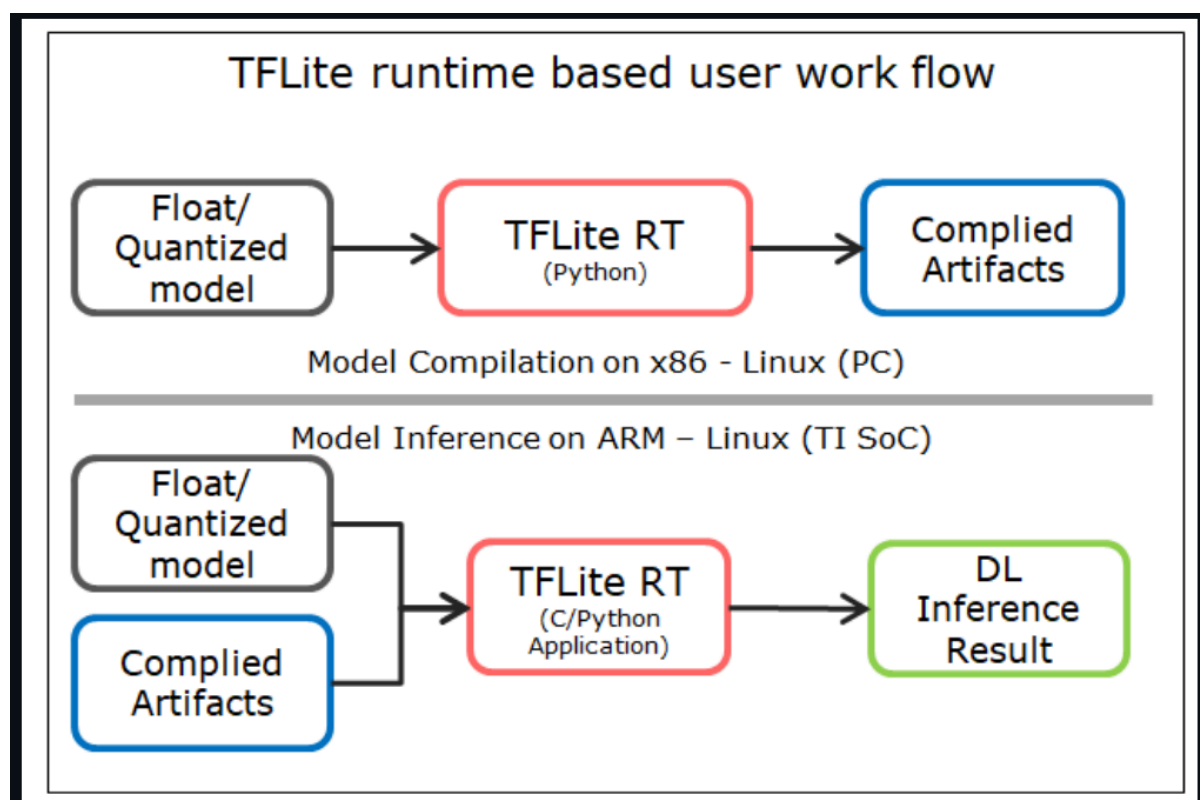 TFLite runtime based user work flow
Float/
Quantized
model
TFLite RT
(Python)
Complied
Artifacts
Model Compilation on x86 - Linux (PC)
Model Inference on ARM – Linux (TI SoC)
Float/
Quantized
model
Complied
Artifacts
TFLite RT
(C/Python
Application)
DL
Inference
Result